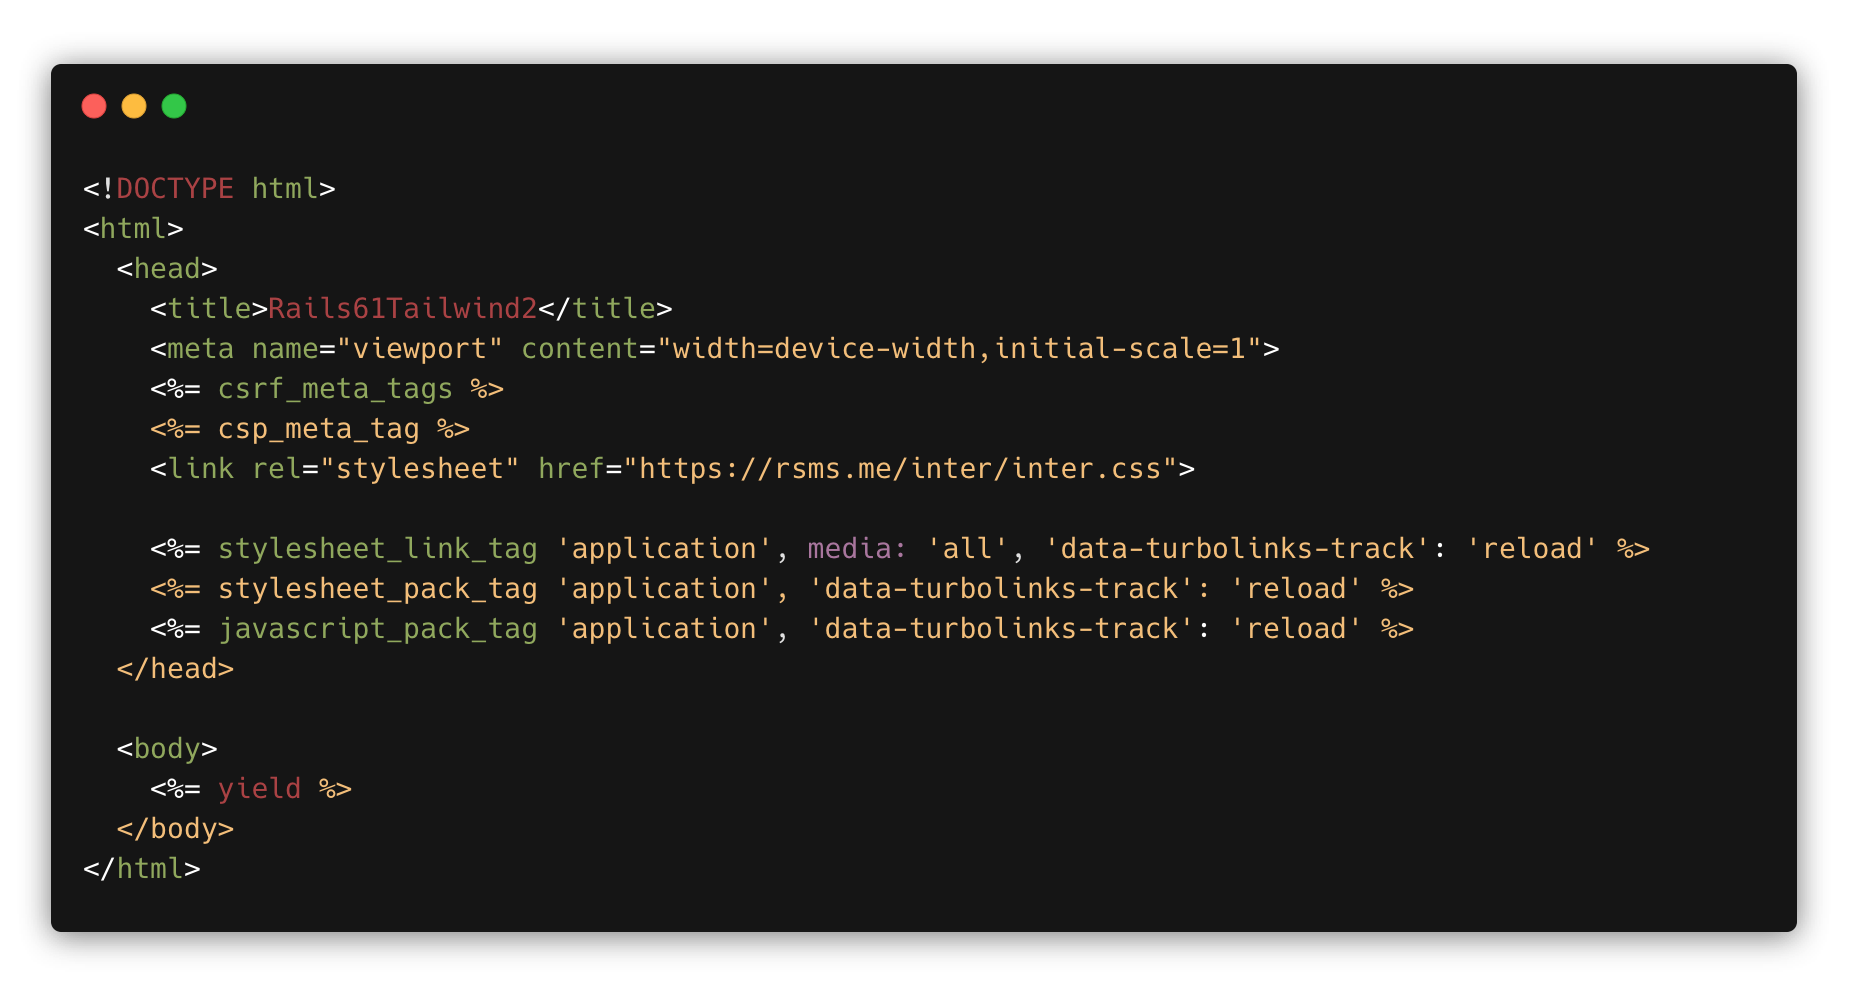 <!DOCTYPE html>
<html>
  <head>
    <title>Rails61Tailwind2</title>
    <meta name="viewport" content="width=device-width,initial-scale=1">
    <%= csrf_meta_tags %>
    <%= csp_meta_tag %>
    <link rel="stylesheet" href="https://rsms.me/inter/inter.css">

    <%= stylesheet_link_tag 'application', media: 'all', 'data-turbolinks-track': 'reload' %>
    <%= stylesheet_pack_tag 'application', 'data-turbolinks-track': 'reload' %>
    <%= javascript_pack_tag 'application', 'data-turbolinks-track': 'reload' %>
  </head>

  <body>
    <%= yield %>
  </body>
</html>